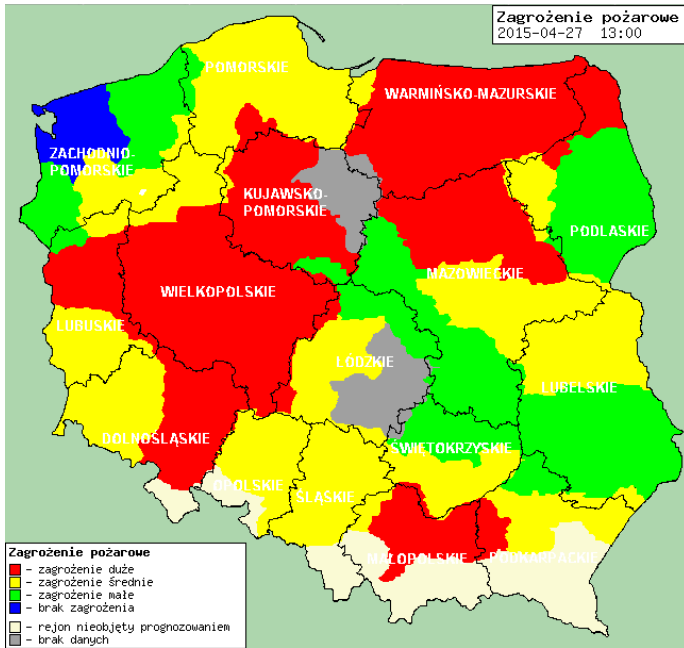 Zagrożenie pożarowe
2015-04-27 13:00
POMORSKIE
WARMIŃSKO-MAZURSKIE
ZACHODNIO-
POMORSKIE
KUJAWSKO-
POMORSKIE
PODLASKIE
MAZOWIECKIE
WIELKOPOLSKIE
LUBUSKIE
ŁÓDZKIE
LUBELSKIE
DOLNOŚLĄSKIE
ŚWIĘTOKRZYSKIE
OPOLSKIE
ŚLĄSKIE
MAŁOPOLSKIE
PODKARPACKIE
Zagrożenie pożarowe
- zagrożenie duże
- zagrożenie średnie
- zagrożenie małe
- brak zagrożenia
- rejon nieobjęty prognozowaniem
- brak danych